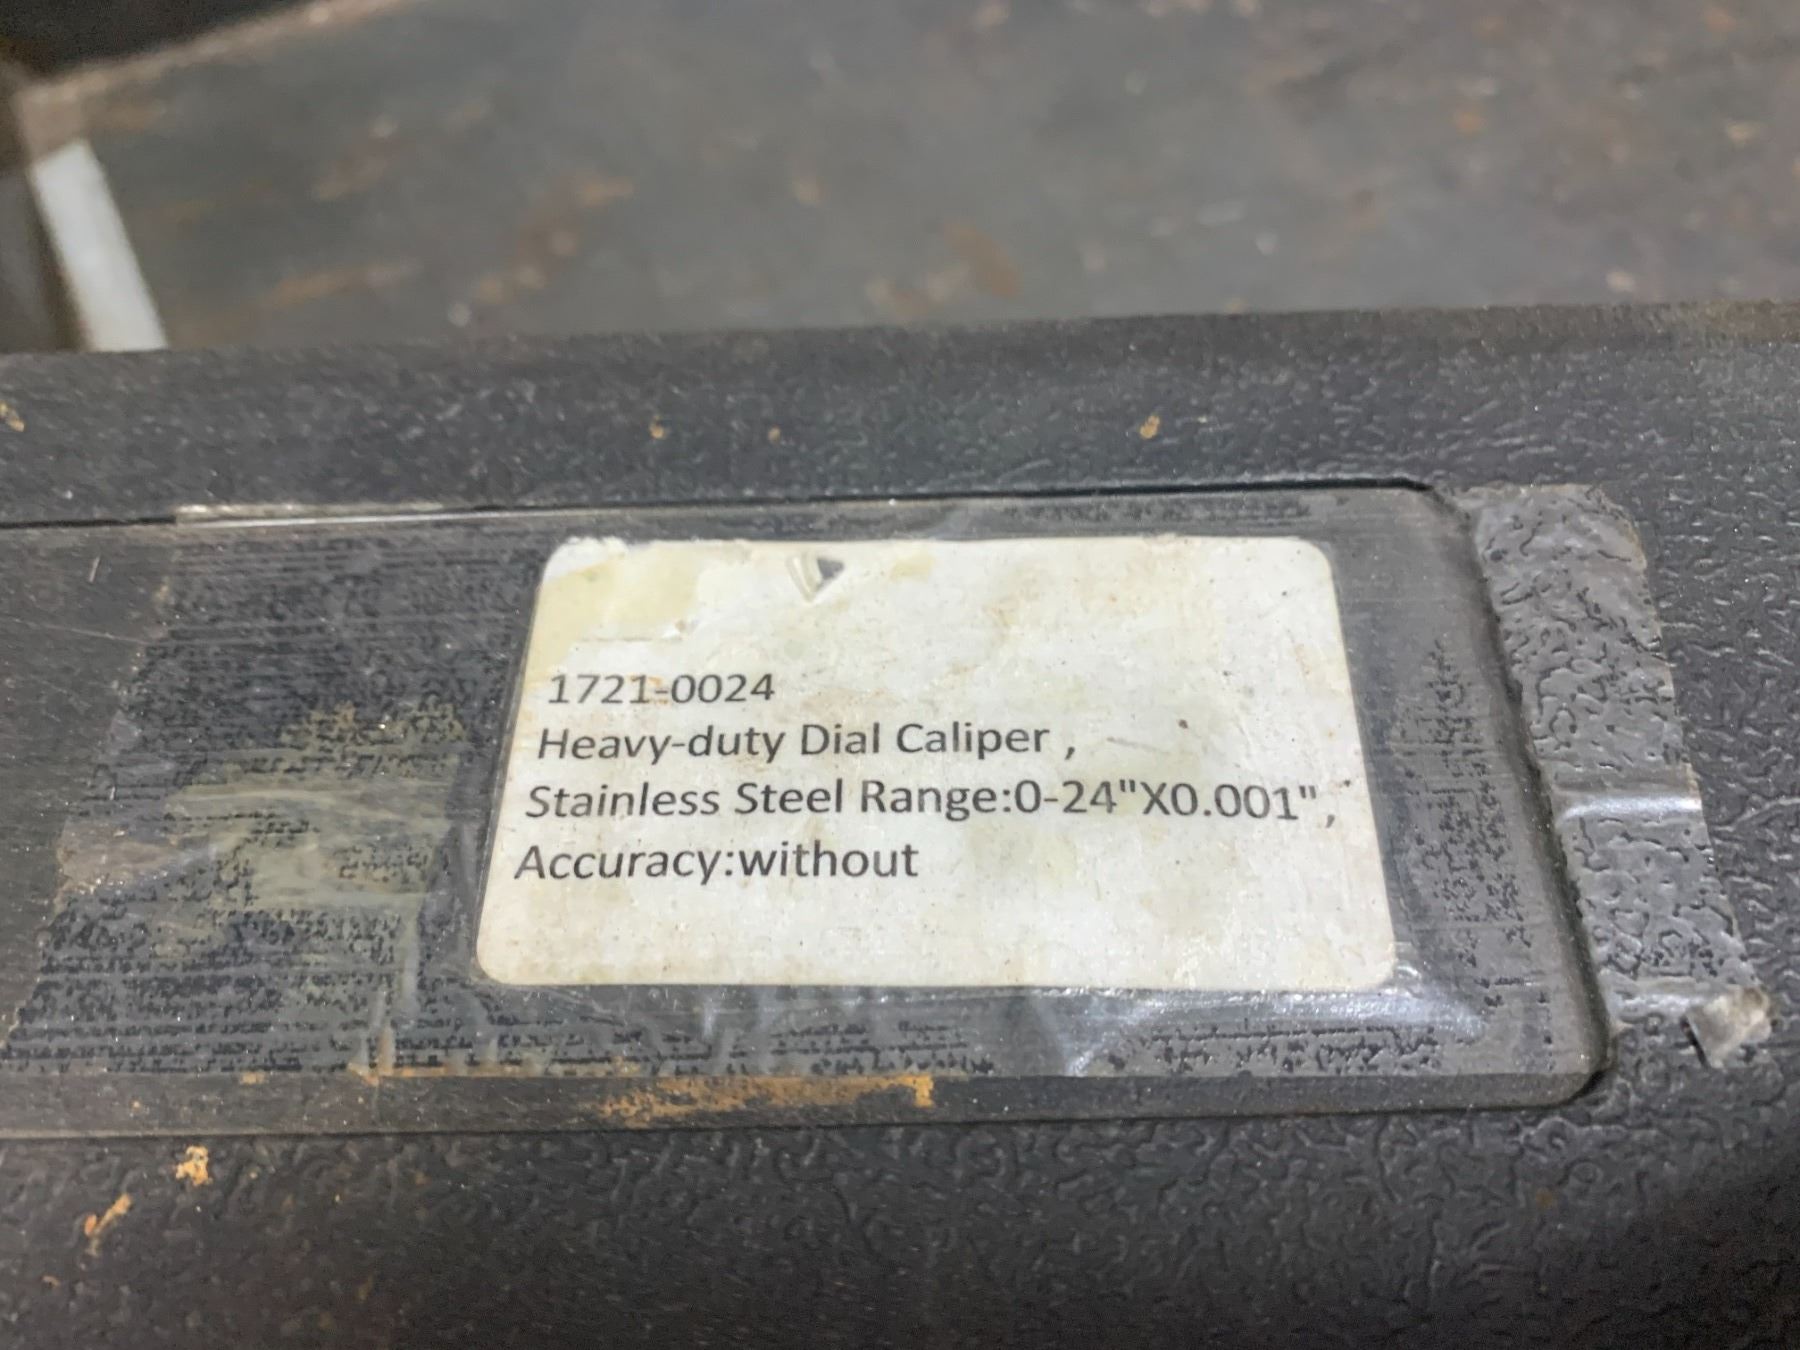 1721-0024
Heavy-duty Dial Caliper ,
Stainless Steel Range:0-24"X0.001",
Accuracy:without